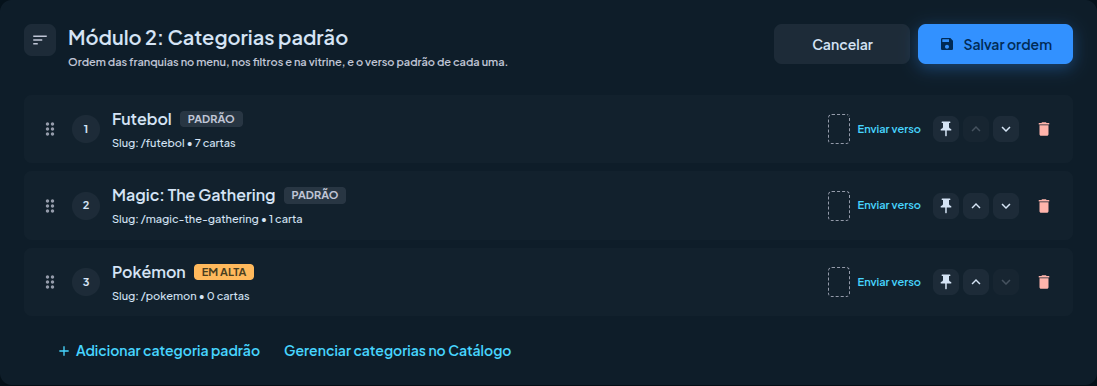 Módulo 2: Categorias padrão
Ordem das franquias no menu, nos filtros e na vitrine, e o verso padrão de cada uma.
Cancelar
Salvar ordem
1
Futebol PADRÃO
Slug: /futebol • 7 cartas
Enviar verso
2
Magic: The Gathering PADRÃO
Slug: /magic-the-gathering • 1 carta
Enviar verso
3
Pokémon EM ALTA
Slug: /pokemon • 0 cartas
Enviar verso
+ Adicionar categoria padrão
Gerenciar categorias no Catálogo